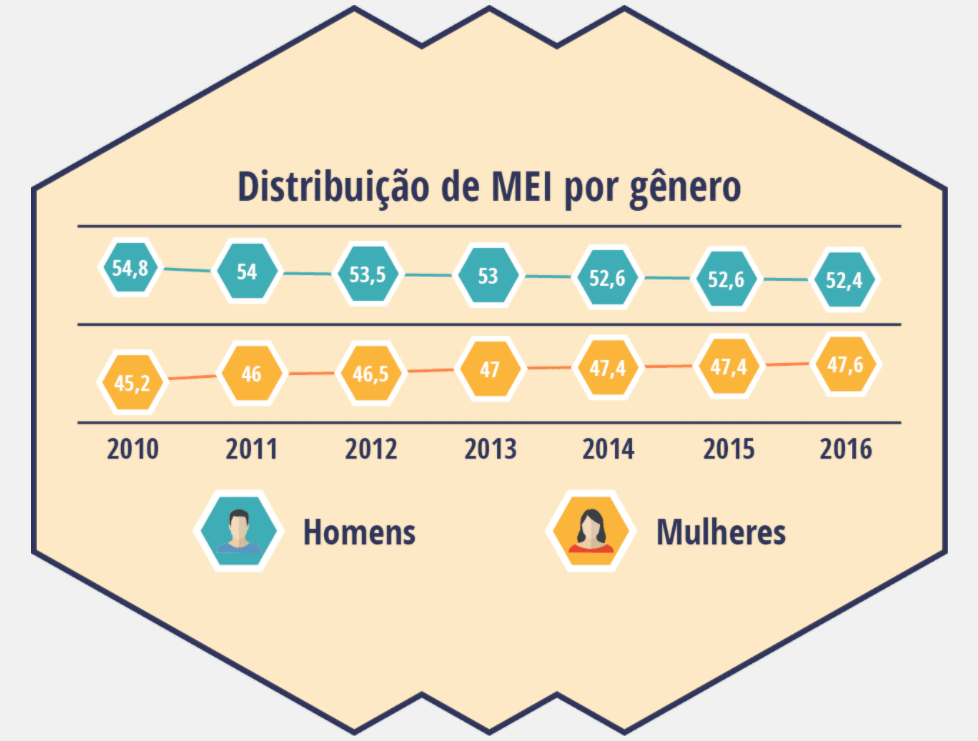 Distribuição de MEI por gênero
54,8 54 53,5 53 52,6 52,6 52,4
45,2 46 46,5 47 47,4 47,4 47,6
2010 2011 2012 2013 2014 2015 2016
Homens Mulheres